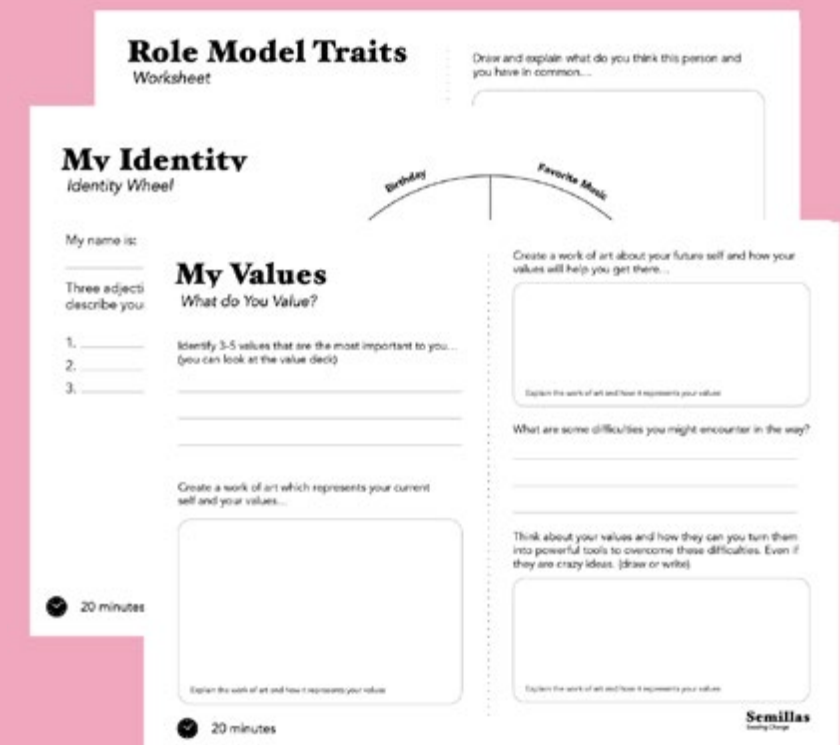 Role Model Traits
Worksheet
Draw and explain what do you think this person and
you have in common...
My Identity
Identity Wheel
Birthday
Favorite Music
My name is:
Three adjecti
describe you
1.
2.
3.
20 minutes
My Values
What do You Value?
Identify 3-5 values that are the most important to you...
(you can look at the value deck)
Create a work of art which represents your current
self and your values...
Explain the work of art and how it represents your values
20 minutes
Create a work of art about your future self and how your
values will help you get there...
Explain the work of art and how it represents your values
What are some difficulties you might encounter in the way?
Think about your values and how they can you turn them
into powerful tools to overcome these difficulties. Even if
they are crazy ideas. (draw or write)
Explain the work of art and how it represents your values
Semillas
Seeding Change